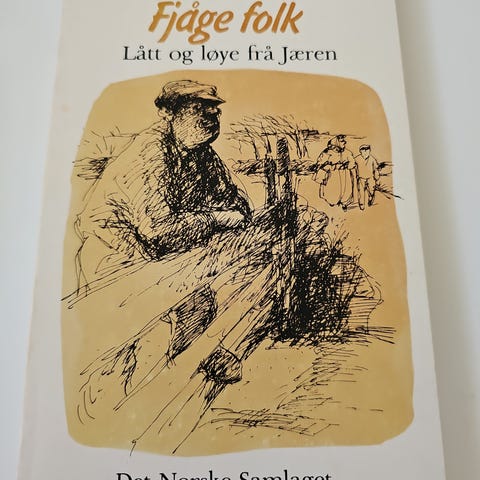 Fjåge folk
Lått og løye frå Jæren
Det Norske Samlaget